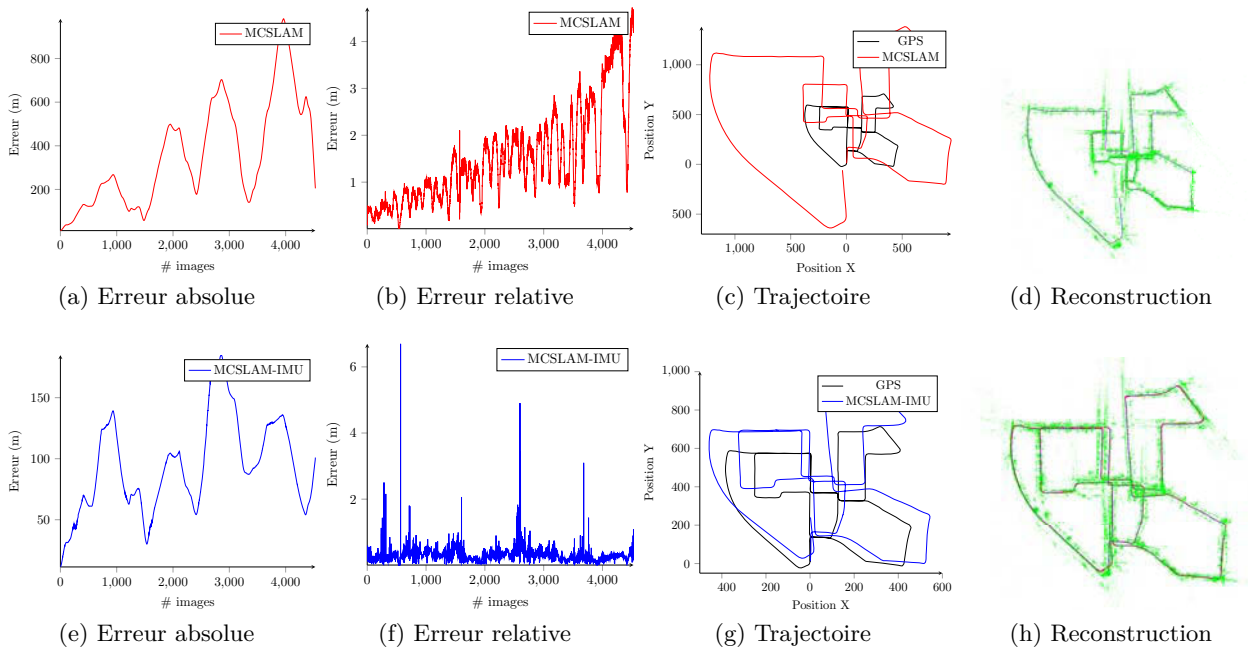 MCSLAM
800
600
400
200
0
1,000
2,000
3,000
4,000
Erreur (m)
# images
(a) Erreur absolue
MCSLAM
4
3
2
1
0
1,000
2,000
3,000
4,000
Erreur (m)
# images
(b) Erreur relative
GPS
MCSLAM
1,000
500
0
500
1,000
500
0
500
Position Y
Position X
(c) Trajectoire
(d) Reconstruction
MCSLAM-IMU
150
100
50
0
1,000
2,000
3,000
4,000
Erreur (m)
# images
(e) Erreur absolue
MCSLAM-IMU
6
4
2
0
1,000
2,000
3,000
4,000
Erreur (m)
# images
(f) Erreur relative
GPS
MCSLAM-IMU
1,000
800
600
400
200
0
400
200
0
200
400
600
Position Y
Position X
(g) Trajectoire
(h) Reconstruction